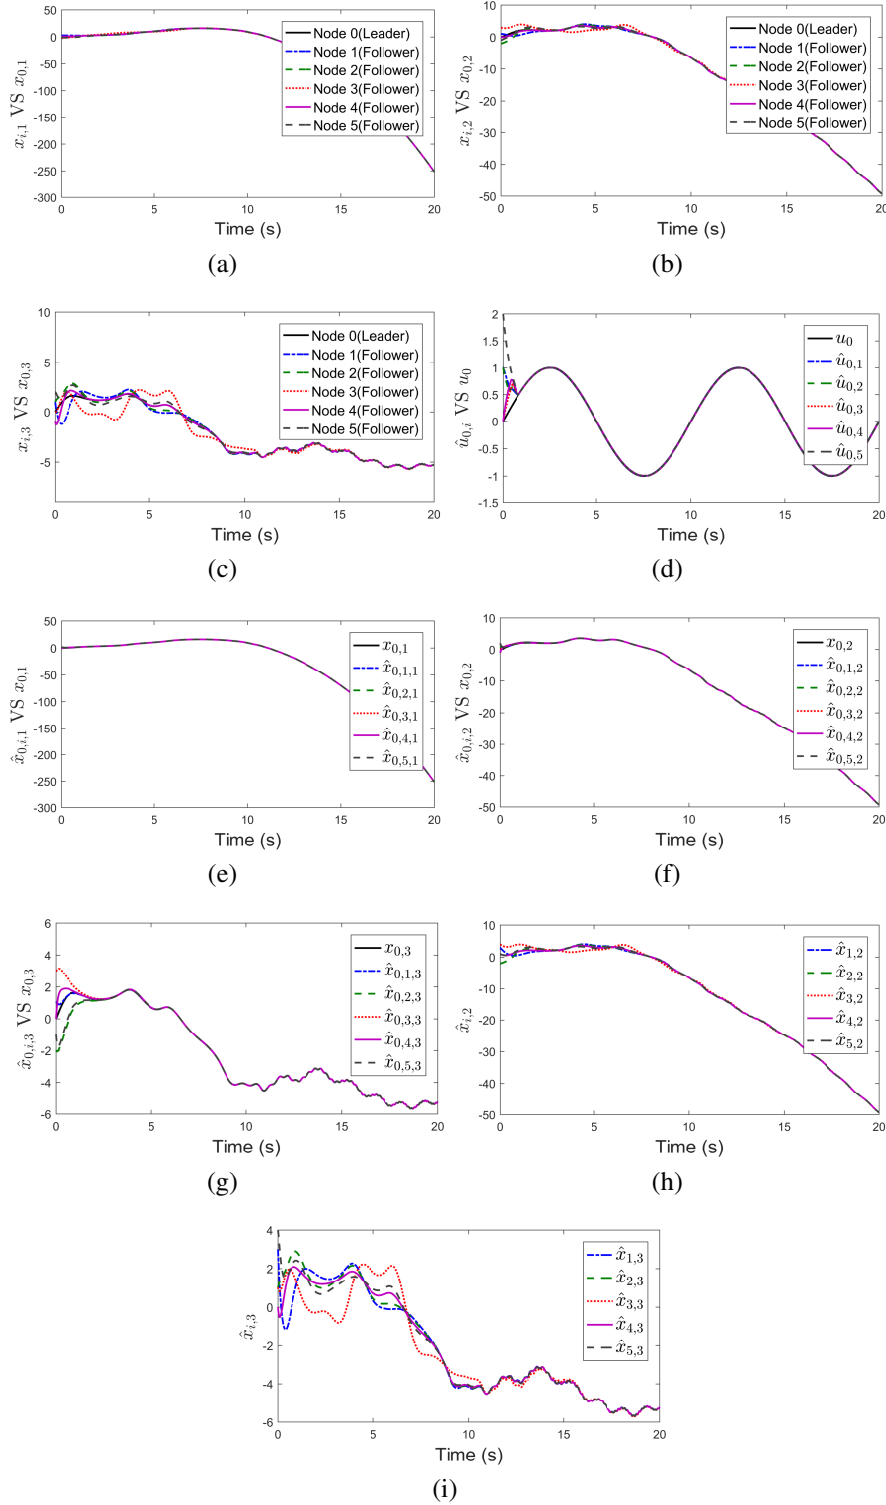 50
0
-50
-100
-150
-200
-250
-300
0 5 10 15 20
x_{i,1} VS x_{0,1}
Node 0(Leader)
Node 1(Follower)
Node 2(Follower)
Node 3(Follower)
Node 4(Follower)
Node 5(Follower)
Time (s)
(a)
10
0
-10
-20
-30
-40
-50
0 5 10 15 20
x_{i,2} VS x_{0,2}
Node 0(Leader)
Node 1(Follower)
Node 2(Follower)
Node 3(Follower)
Node 4(Follower)
Node 5(Follower)
Time (s)
(b)
10
5
0
-5
0 5 10 15 20
x_{i,3} VS x_{0,3}
Node 0(Leader)
Node 1(Follower)
Node 2(Follower)
Node 3(Follower)
Node 4(Follower)
Node 5(Follower)
Time (s)
(c)
2
1.5
1
0.5
0
-0.5
-1
-1.5
0 5 10 15 20
û_{0,i} VS u_0
u_0
û_{0,1}
û_{0,2}
û_{0,3}
û_{0,4}
û_{0,5}
Time (s)
(d)
50
0
-50
-100
-150
-200
-250
-300
0 5 10 15 20
x̂_{0,i,1} VS x_{0,1}
x_{0,1}
x̂_{0,1,1}
x̂_{0,2,1}
x̂_{0,3,1}
x̂_{0,4,1}
x̂_{0,5,1}
Time (s)
(e)
10
0
-10
-20
-30
-40
-50
0 5 10 15 20
x̂_{0,i,2} VS x_{0,2}
x_{0,2}
x̂_{0,1,2}
x̂_{0,2,2}
x̂_{0,3,2}
x̂_{0,4,2}
x̂_{0,5,2}
Time (s)
(f)
6
4
2
0
-2
-4
-6
0 5 10 15 20
x̂_{0,i,3} VS x_{0,3}
x_{0,3}
x̂_{0,1,3}
x̂_{0,2,3}
x̂_{0,3,3}
x̂_{0,4,3}
x̂_{0,5,3}
Time (s)
(g)
10
0
-10
-20
-30
-40
-50
0 5 10 15 20
x̂_{i,2}
x̂_{1,2}
x̂_{2,2}
x̂_{3,2}
x̂_{4,2}
x̂_{5,2}
Time (s)
(h)
4
2
0
-2
-4
-6
0 5 10 15 20
x̂_{i,3}
x̂_{1,3}
x̂_{2,3}
x̂_{3,3}
x̂_{4,3}
x̂_{5,3}
Time (s)
(i)